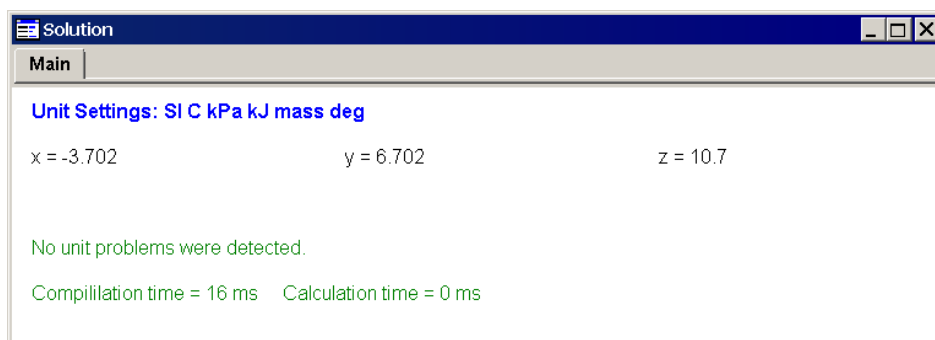 Solution
Main
Unit Settings: SI C kPa kJ mass deg
x = -3.702 y = 6.702 z = 10.7
No unit problems were detected.
Compililation time = 16 ms Calculation time = 0 ms